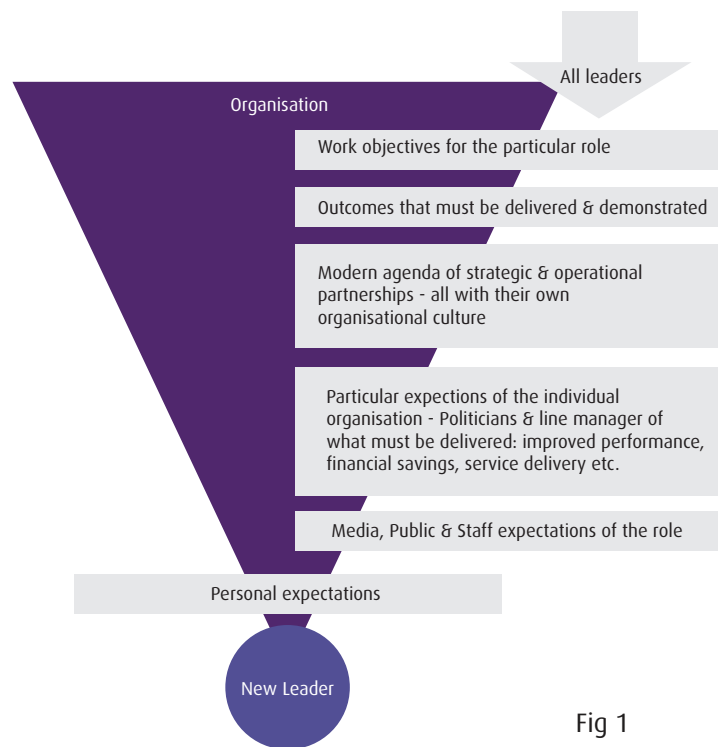 All leaders
Organisation
Work objectives for the particular role
Outcomes that must be delivered & demonstrated
Modern agenda of strategic & operational
partnerships - all with their own
organisational culture
Particular expections of the individual
organisation - Politicians & line manager of
what must be delivered: improved performance,
financial savings, service delivery etc.
Media, Public & Staff expectations of the role
Personal expectations
New Leader
Fig 1